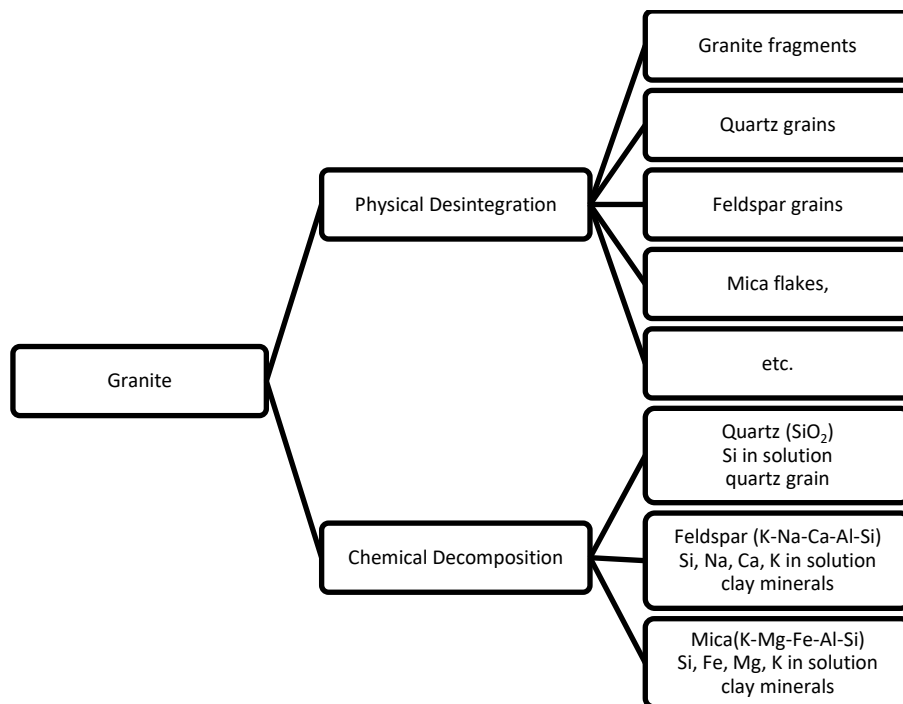 Granite
Physical Desintegration
Granite fragments
Quartz grains
Feldspar grains
Mica flakes,
etc.
Chemical Decomposition
Quartz (SiO₂)
Si in solution
quartz grain
Feldspar (K-Na-Ca-Al-Si)
Si, Na, Ca, K in solution
clay minerals
Mica(K-Mg-Fe-Al-Si)
Si, Fe, Mg, K in solution
clay minerals